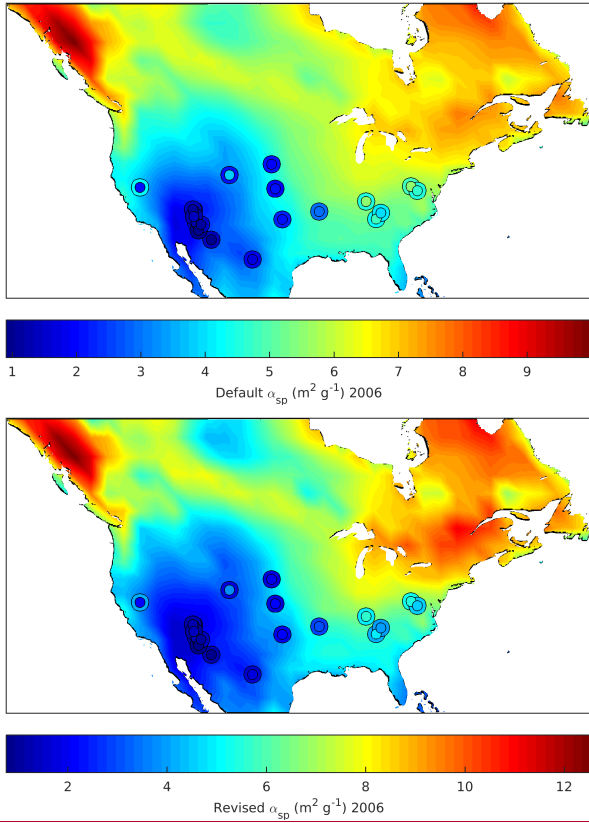 1 2 3 4 5 6 7 8 9
Default α_sp (m² g⁻¹) 2006
2 4 6 8 10 12
Revised α_sp (m² g⁻¹) 2006